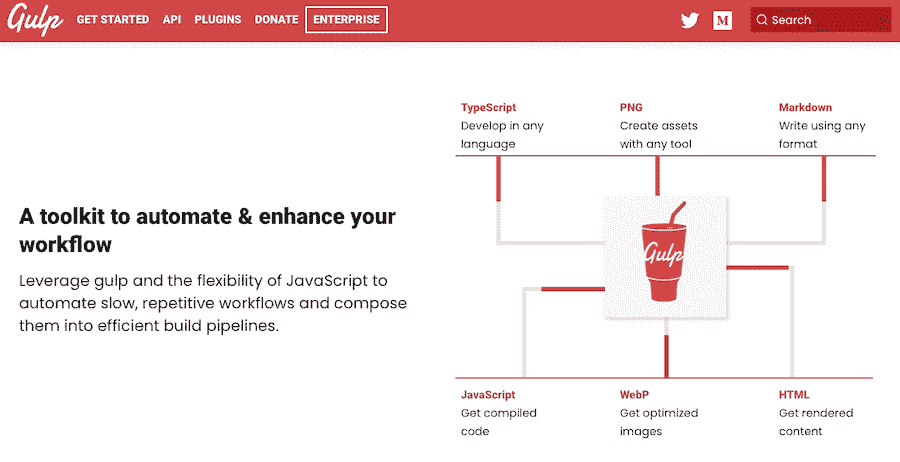 Gulp GET STARTED API PLUGINS DONATE ENTERPRISE M Search
TypeScript PNG Markdown
Develop in any Create assets Write using any
language with any tool format
A toolkit to automate & enhance your
workflow
Leverage gulp and the flexibility of JavaScript to
automate slow, repetitive workflows and compose
them into efficient build pipelines.
Gulp
JavaScript WebP HTML
Get compiled Get optimized Get rendered
code images content